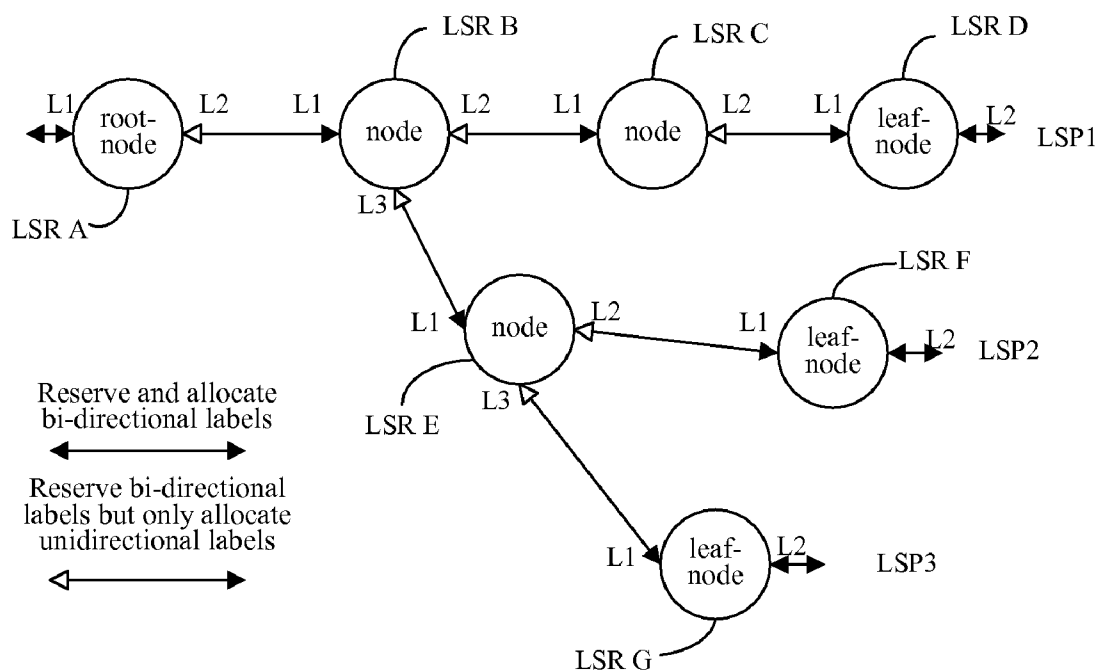 LSR B
LSR C
LSR D
L1
root-
node
L2
L1
node
L2
L1
node
L2
L1
leaf-
node
L2
LSP1
LSR A
L3
LSR F
L1
node
L2
L1
leaf-
node
L2
LSP2
L3
LSR E
Reserve and allocate
bi-directional labels
Reserve bi-directional
labels but only allocate
unidirectional labels
L1
leaf-
node
L2
LSP3
LSR G